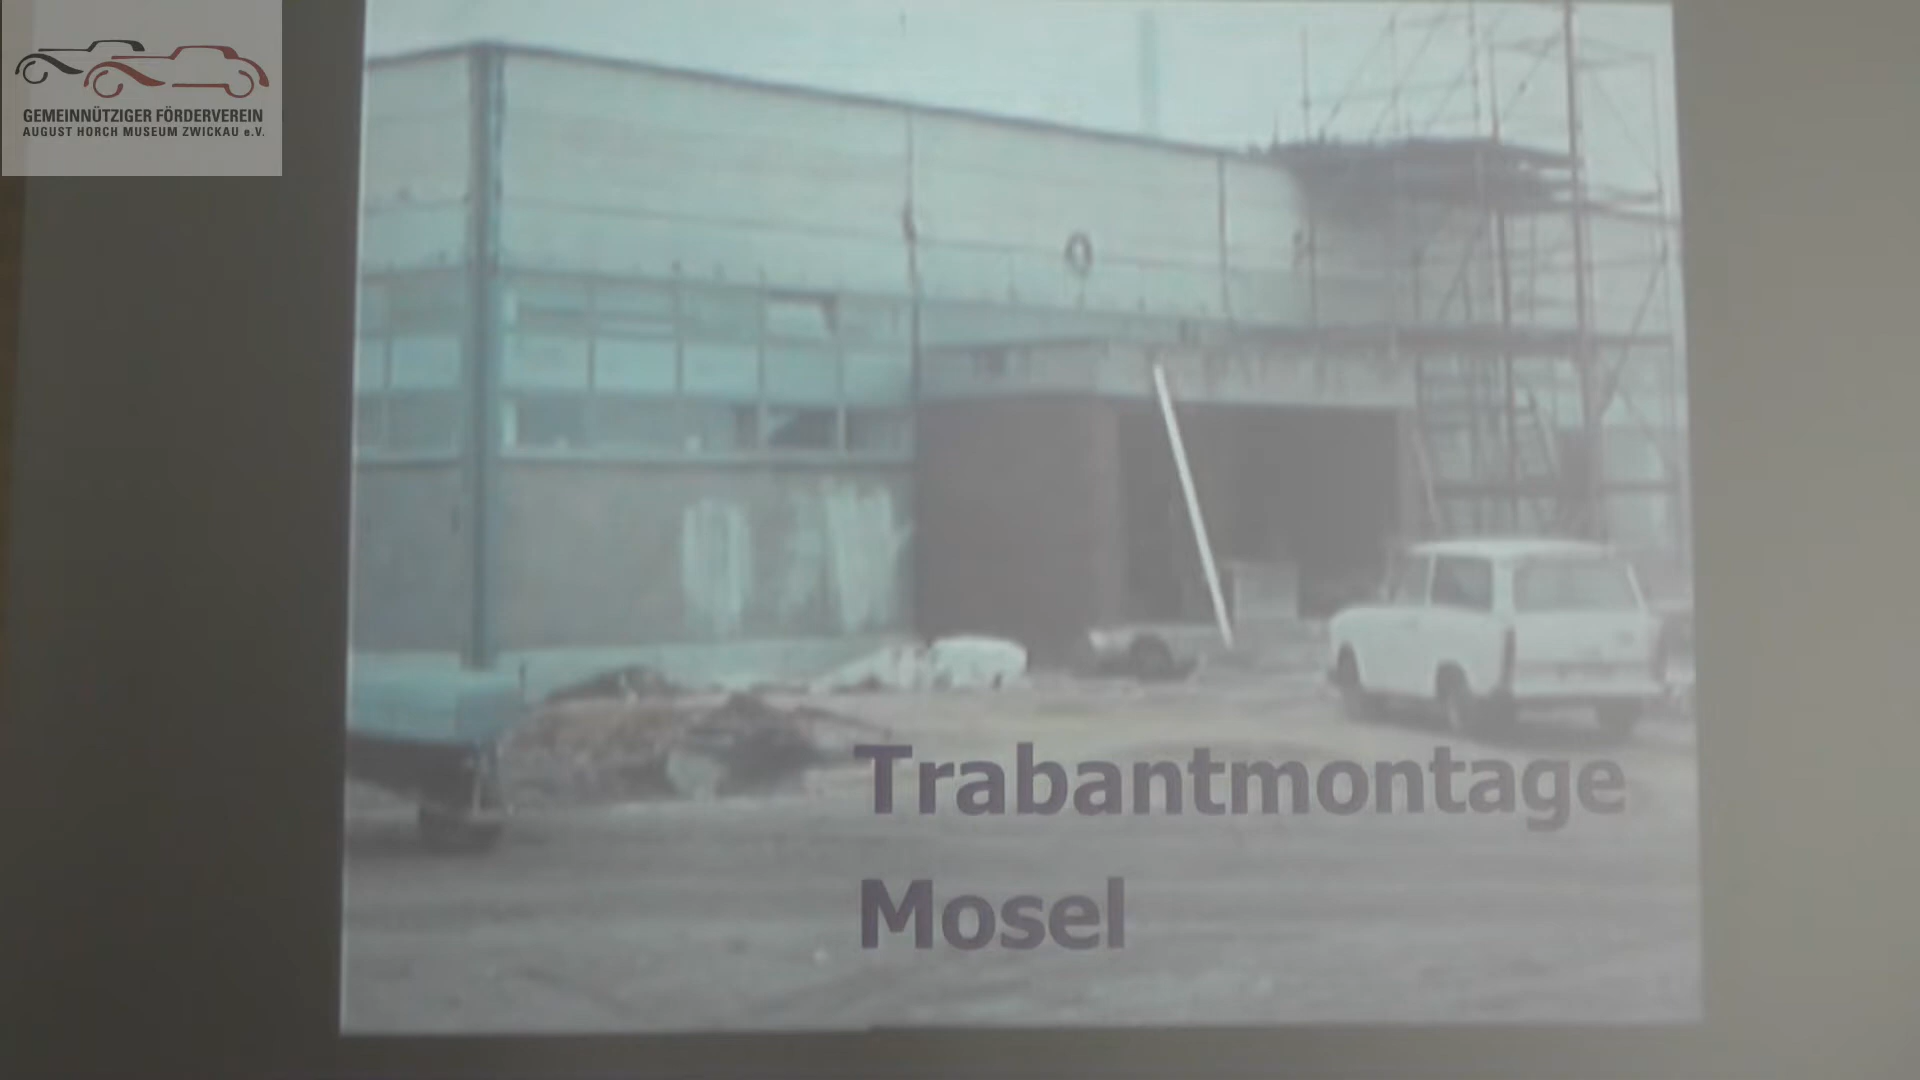 GEMEINNÜTZIGER FÖRDERVEREIN
AUGUST HORCH MUSEUM ZWICKAU e.V.
Trabantmontage
Mosel